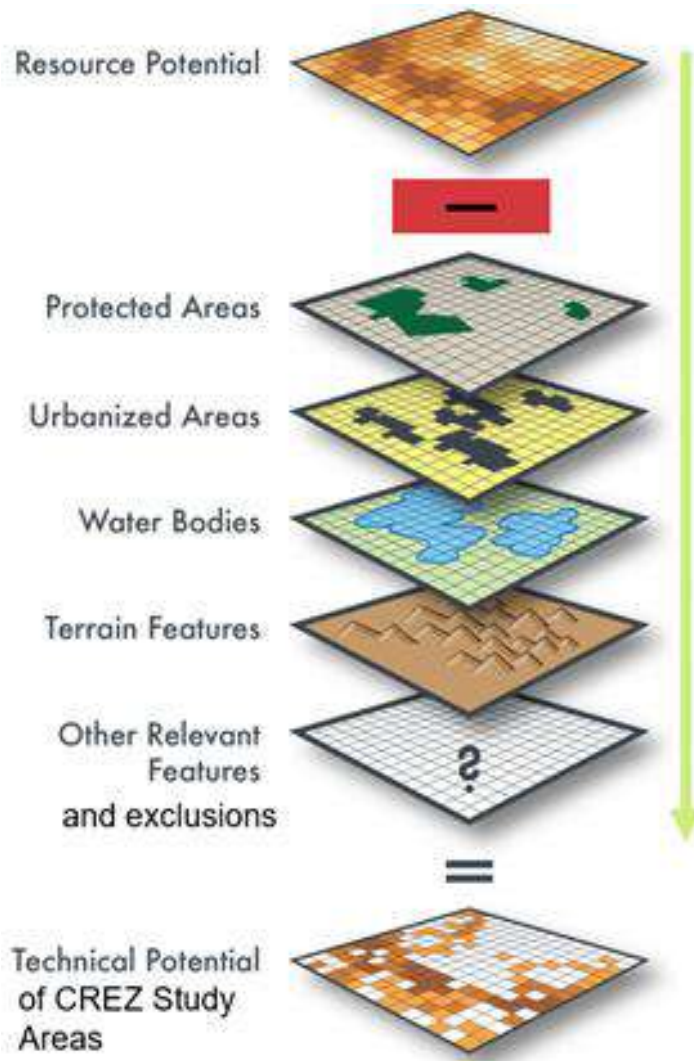 Resource Potential
–
Protected Areas
Urbanized Areas
Water Bodies
Terrain Features
Other Relevant
Features
and exclusions
?
=
Technical Potential
of CREZ Study
Areas